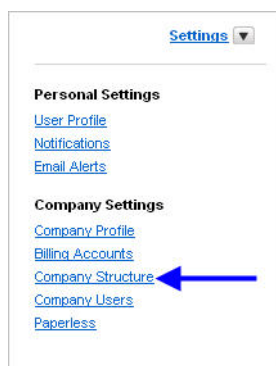 Settings
Personal Settings
User Profile
Notifications
Email Alerts
Company Settings
Company Profile
Billing Accounts
Company Structure
Company Users
Paperless